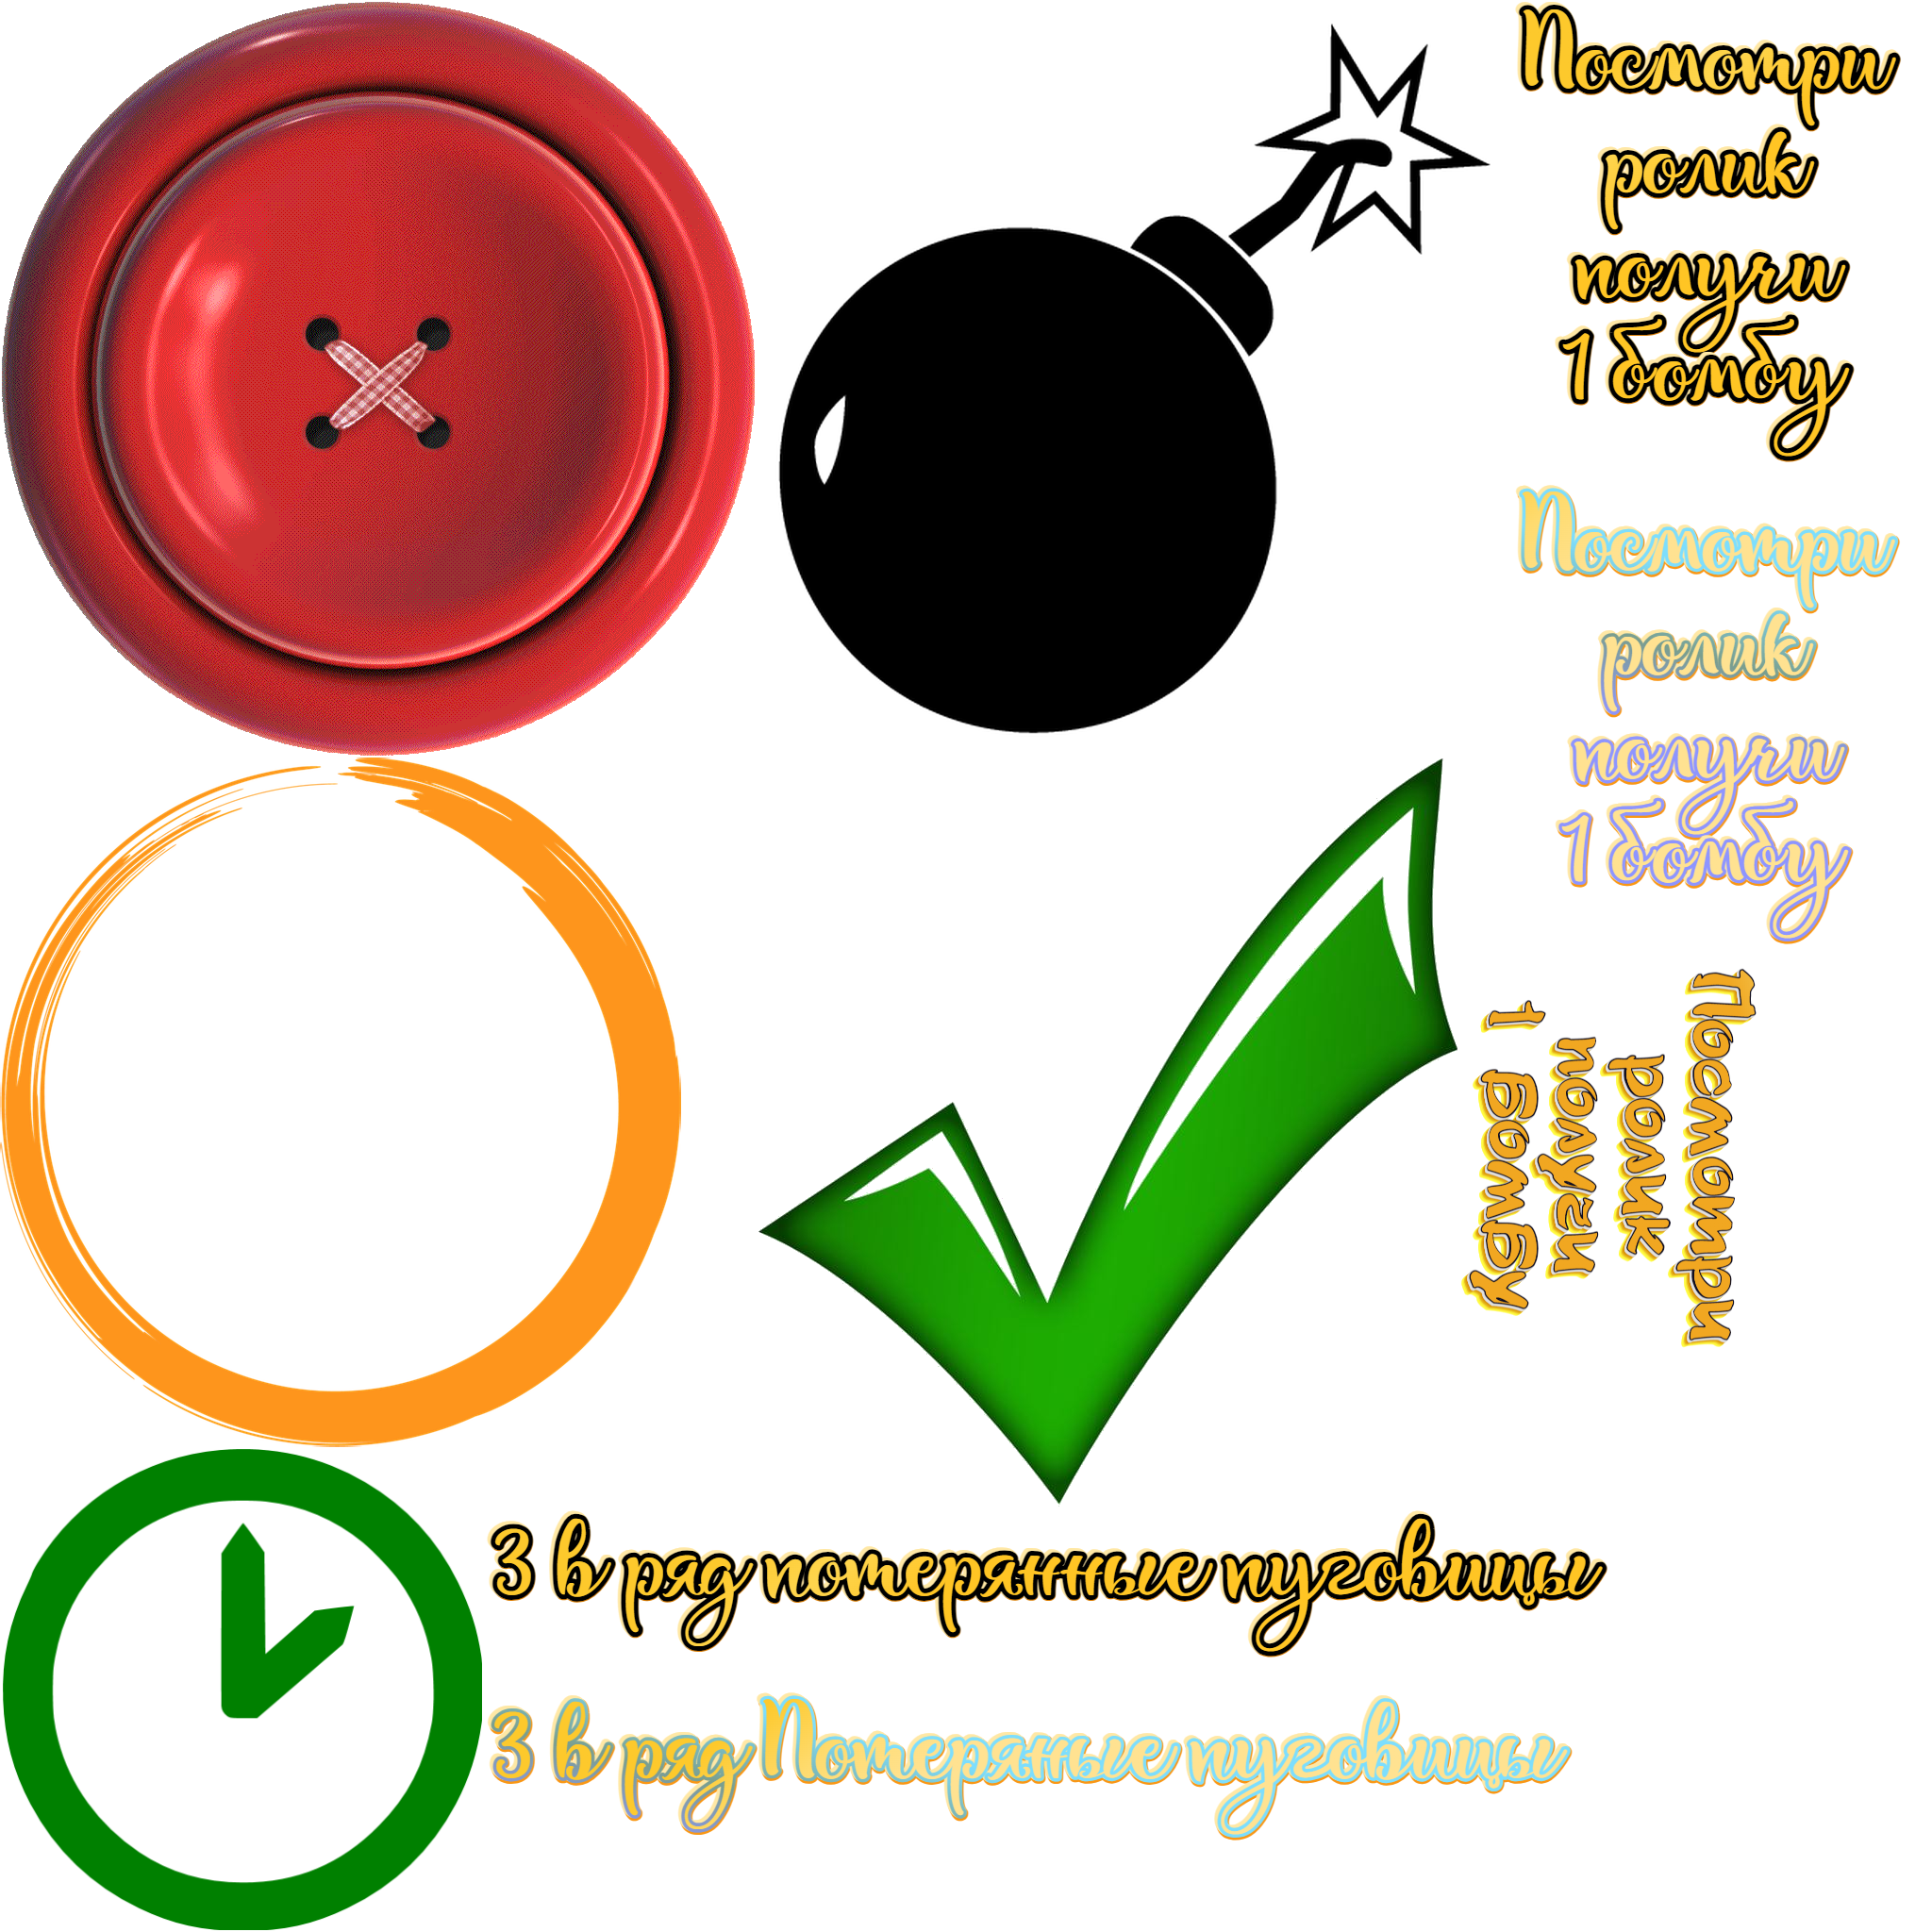 Посмотри
ролик
получи
1 бомбу
Посмотри
ролик
получи
1 бомбу
Посмотри
ролик
получи
1 бомбу
3 в ряд потерянные пуговицы
3 в ряд Потеряные пуговицы